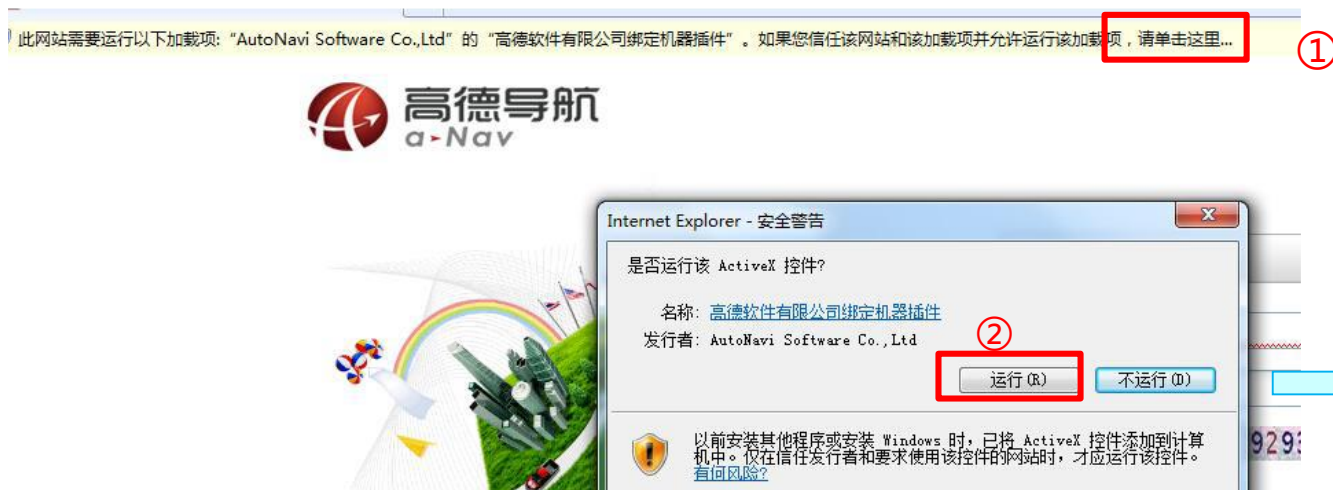 此网站需要运行以下加载项: “AutoNavi Software Co.,Ltd” 的 “高德软件有限公司绑定机器插件” 。如果您信任该网站和该加载项并允许运行该加载项，请单击这里...
①
高德导航
a-Nav
Internet Explorer - 安全警告
是否运行该 ActiveX 控件?
名称: 高德软件有限公司绑定机器插件
发行者: AutoNavi Software Co.,Ltd
②
运行(R) 不运行(D)
以前安装其他程序或安装 Windows 时，已将 ActiveX 控件添加到计算
机中。仅在信任发行者和要求使用该控件的网站时，才应运行该控件。
有何风险?